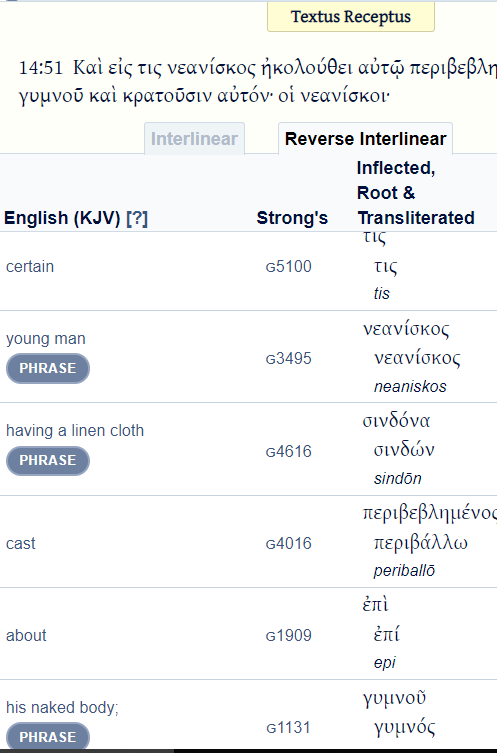 Textus Receptus
14:51 Καὶ εἷς τις νεανίσκος ἠκολούθει αὐτῷ
γυμνοῦ καὶ κρατοῦσιν αὐτόν· οἱ νεανίσκοι·
Interlinear
Reverse Interlinear
English (KJV) [?]
Strong's
Inflected,
Root &
Transliterated
τις
certain
G5100
τις
tis
young man
PHRASE
G3495
νεανίσκος
νεανίσκος
neaniskos
having a linen cloth
PHRASE
G4616
σινδόνα
σινδών
sindōn
cast
G4016
περιβεβλημένος
περιβάλλω
periballō
about
G1909
ἐπὶ
ἐπί
epi
his naked body;
PHRASE
G1131
γυμνοῦ
γυμνός